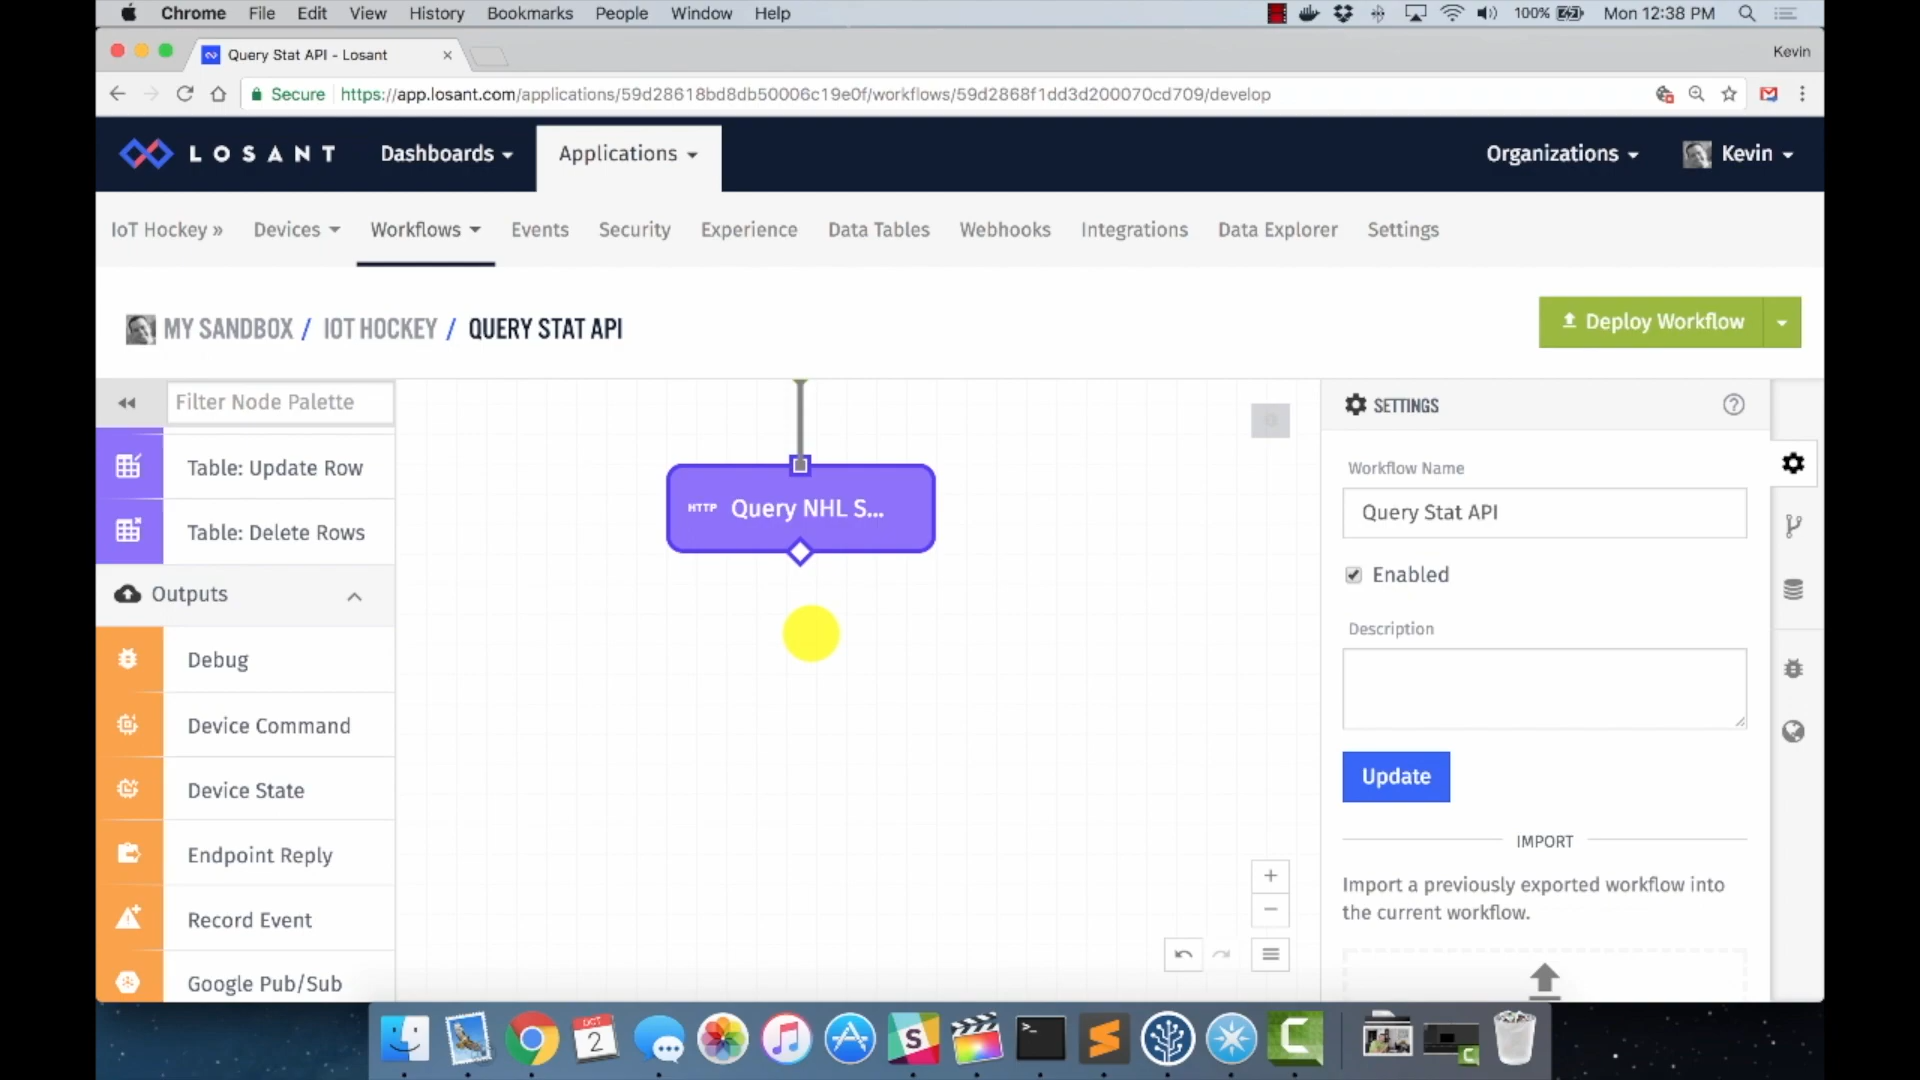 Chrome File Edit View History Bookmarks People Window Help 100% Mon 12:38 PM
Query Stat API - Losant Kevin
Secure https://app.losant.com/applications/59d28618bd8db50006c19e0f/workflows/59d2868f1dd3d200070cd709/develop
LOSANT Dashboards Applications Organizations Kevin
IoT Hockey » Devices Workflows Events Security Experience Data Tables Webhooks Integrations Data Explorer Settings
MY SANDBOX / IOT HOCKEY / QUERY STAT API Deploy Workflow
Filter Node Palette
Table: Update Row
Table: Delete Rows
Outputs
Debug
Device Command
Device State
Endpoint Reply
Record Event
Google Pub/Sub
HTTP Query NHL S...
SETTINGS
Workflow Name
Query Stat API
Enabled
Description
Update
IMPORT
Import a previously exported workflow into
the current workflow.
OCT
2